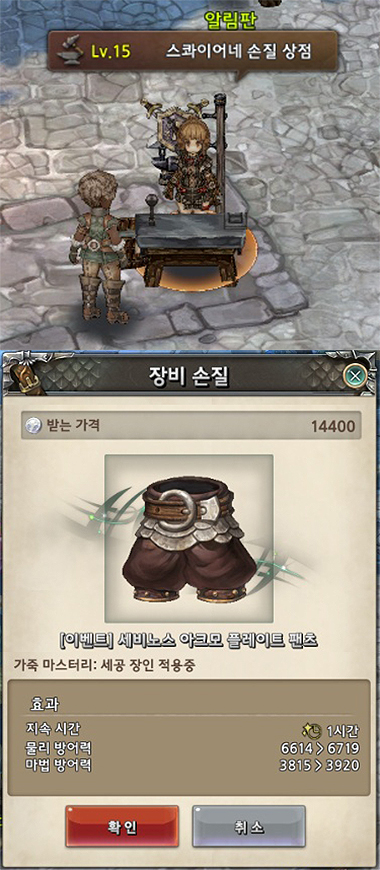 알림판
Lv.15 스콰이어네 손질 상점
장비 손질
받는 가격 14400
[이벤트] 세비노스 아크모 플레이트 팬츠
가죽 마스터리: 세공 장인 적용중
효과
지속 시간 1시간
물리 방어력 6614 > 6719
마법 방어력 3815 > 3920
확인 취소